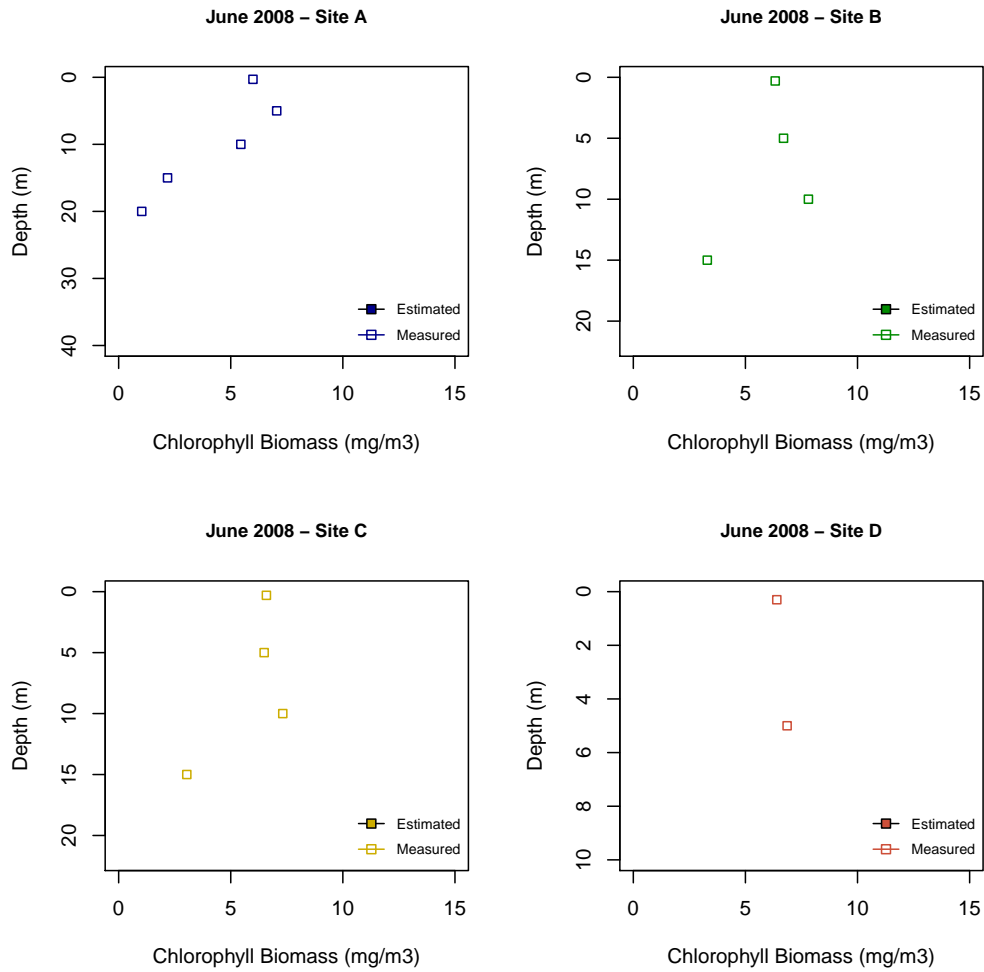 June 2008 – Site A
0
10
20
30
40
Depth (m)
Estimated
Measured
0 5 10 15
Chlorophyll Biomass (mg/m3)
June 2008 – Site B
0
5
10
15
20
Depth (m)
Estimated
Measured
0 5 10 15
Chlorophyll Biomass (mg/m3)
June 2008 – Site C
0
5
10
15
20
Depth (m)
Estimated
Measured
0 5 10 15
Chlorophyll Biomass (mg/m3)
June 2008 – Site D
0
2
4
6
8
10
Depth (m)
Estimated
Measured
0 5 10 15
Chlorophyll Biomass (mg/m3)